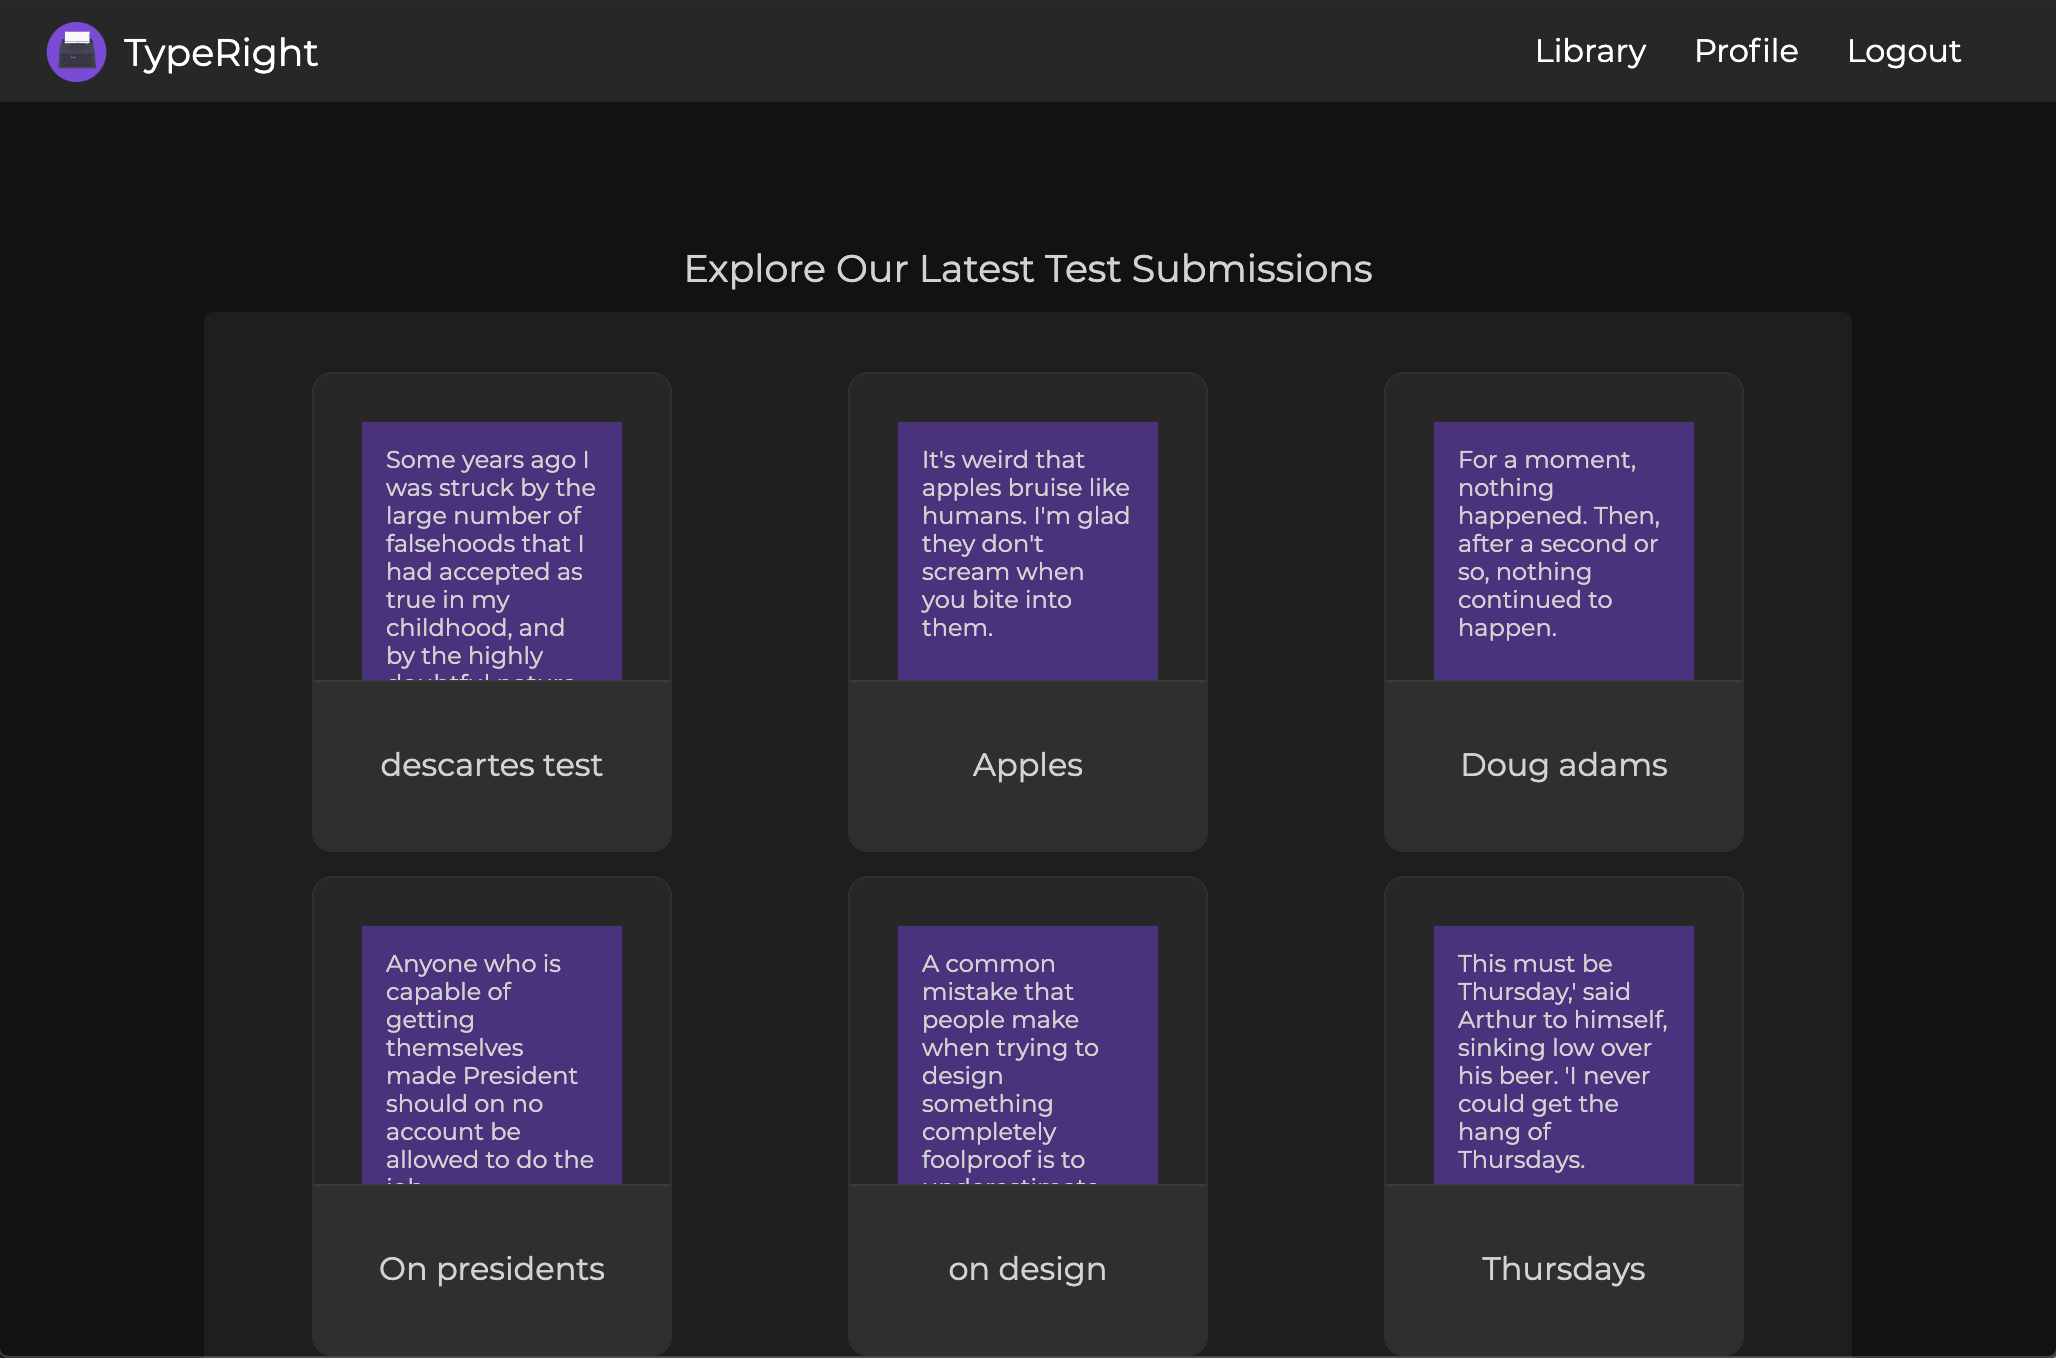 TypeRight
Library Profile Logout
Explore Our Latest Test Submissions
Some years ago I
was struck by the
large number of
falsehoods that I
had accepted as
true in my
childhood, and
by the highly
doubtful nature
descartes test
It's weird that
apples bruise like
humans. I'm glad
they don't
scream when
you bite into
them.
Apples
For a moment,
nothing
happened. Then,
after a second or
so, nothing
continued to
happen.
Doug adams
Anyone who is
capable of
getting
themselves
made President
should on no
account be
allowed to do the
job.
On presidents
A common
mistake that
people make
when trying to
design
something
completely
foolproof is to
underestimate
on design
This must be
Thursday,' said
Arthur to himself,
sinking low over
his beer. 'I never
could get the
hang of
Thursdays.
Thursdays